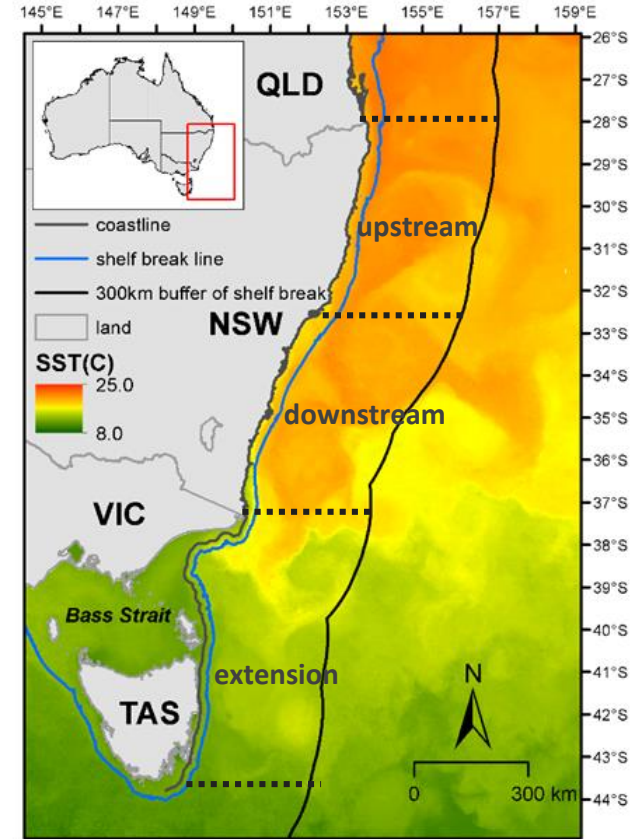 145°E 147°E 149°E 151°E 153°E 155°E 157°E 159°E
26°S
27°S
28°S
29°S
30°S
31°S
32°S
33°S
34°S
35°S
36°S
37°S
38°S
39°S
40°S
41°S
42°S
43°S
44°S
QLD
coastline
shelf break line
300km buffer of shelf break
land
SST(C)
25.0
8.0
upstream
NSW
downstream
VIC
Bass Strait
extension
TAS
N
0 300 km